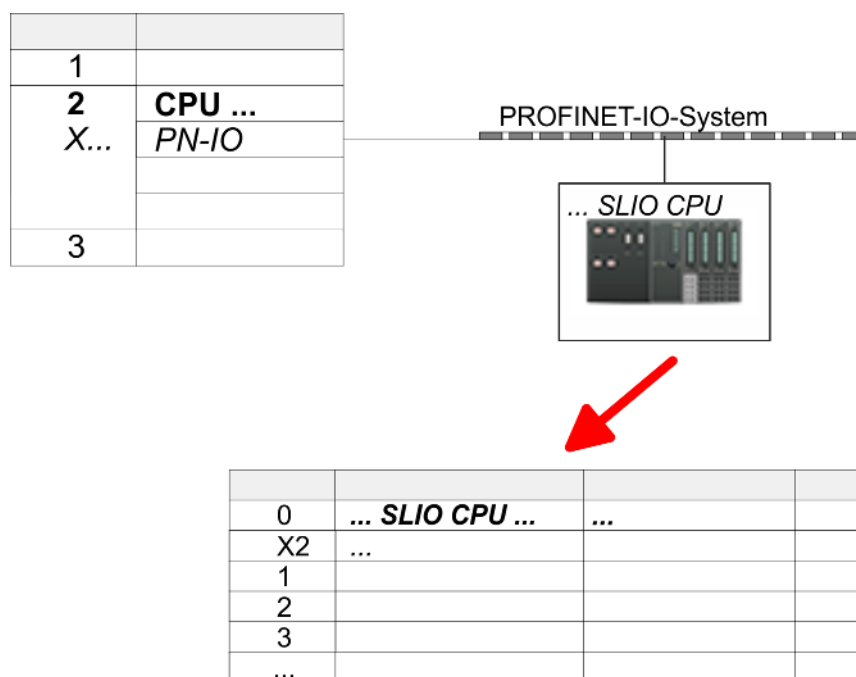 1
2 CPU ...
X... PN-IO
3
PROFINET-IO-System
... SLIO CPU
0 ... SLIO CPU ... ...
X2 ...
1
2
3
...